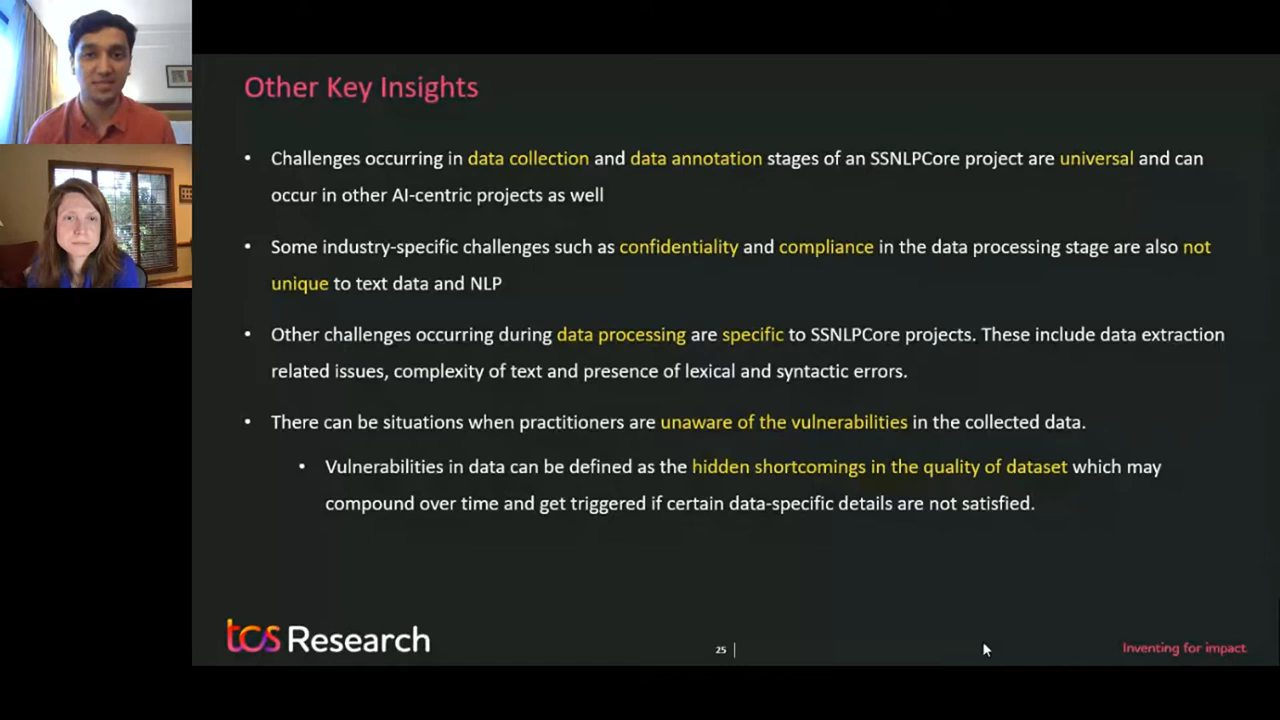 Other Key Insights
• Challenges occurring in data collection and data annotation stages of an SSNLPCore project are universal and can
occur in other AI-centric projects as well
• Some industry-specific challenges such as confidentiality and compliance in the data processing stage are also not
unique to text data and NLP
• Other challenges occurring during data processing are specific to SSNLPCore projects. These include data extraction
related issues, complexity of text and presence of lexical and syntactic errors.
• There can be situations when practitioners are unaware of the vulnerabilities in the collected data.
• Vulnerabilities in data can be defined as the hidden shortcomings in the quality of dataset which may
compound over time and get triggered if certain data-specific details are not satisfied.
tcs Research
25 |
Inventing for impact